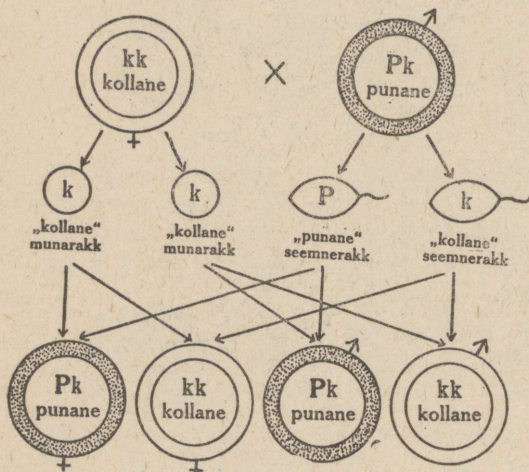 kk
kollane
×
Pk
punane
k
k
P
k
„kollane“
munarakk
„kollane“
munarakk
„punane“
seemnerakk
„kollane“
seemnerakk
Pk
punane
kk
kollane
Pk
punane
kk
kollane